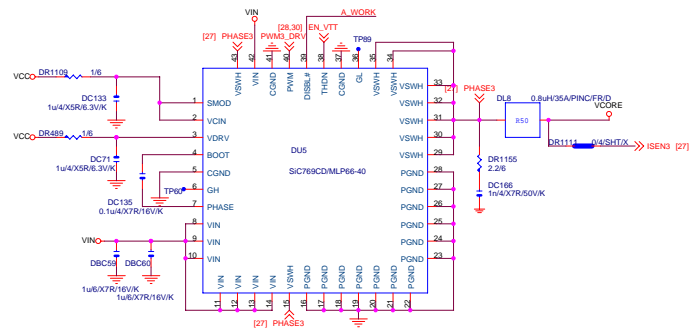 VIN
A_WORK
[27] PHASE3
PWM3_DRV
[28,30] EN_VTT
TP89
43 42 41 40 39 38 37 36 35 34
VSWH VIN CGND PWM DISBL# THDN CGND GL VSWH VSWH
VCC DR1109 1/6
DC133
1u/4/X5R/6.3V/K
1 SMOD
2 VCIN
VCC DR489 1/6
DC71
1u/4/X5R/6.3V/K
3 VDRV
4 BOOT
5 CGND
TP60
6 GH
DC135
0.1u/4/X7R/16V/K
7 PHASE
8 VIN
VIN
9 VIN
10 VIN
DBC59 DBC60
1u/6/X7R/16V/K
1u/6/X7R/16V/K
DU5
SiC769CD/MLP66-40
VSWH 33
VSWH 32
VSWH 31
VSWH 30
VSWH 29
PGND 28
PGND 27
PGND 26
PGND 25
PGND 24
PGND 23
PHASE3
DL8 0.8uH/35A/PINC/FR/D
R50
VCORE
DR1111 0/4/SHT/X
ISEN3 [27]
DR1155
2.2/6
DC166
1n/4/X7R/50V/K
VIN VIN VIN VIN VSWH PGND PGND PGND PGND PGND PGND PGND
11 12 13 14 15 16 17 18 19 20 21 22
[27] PHASE3